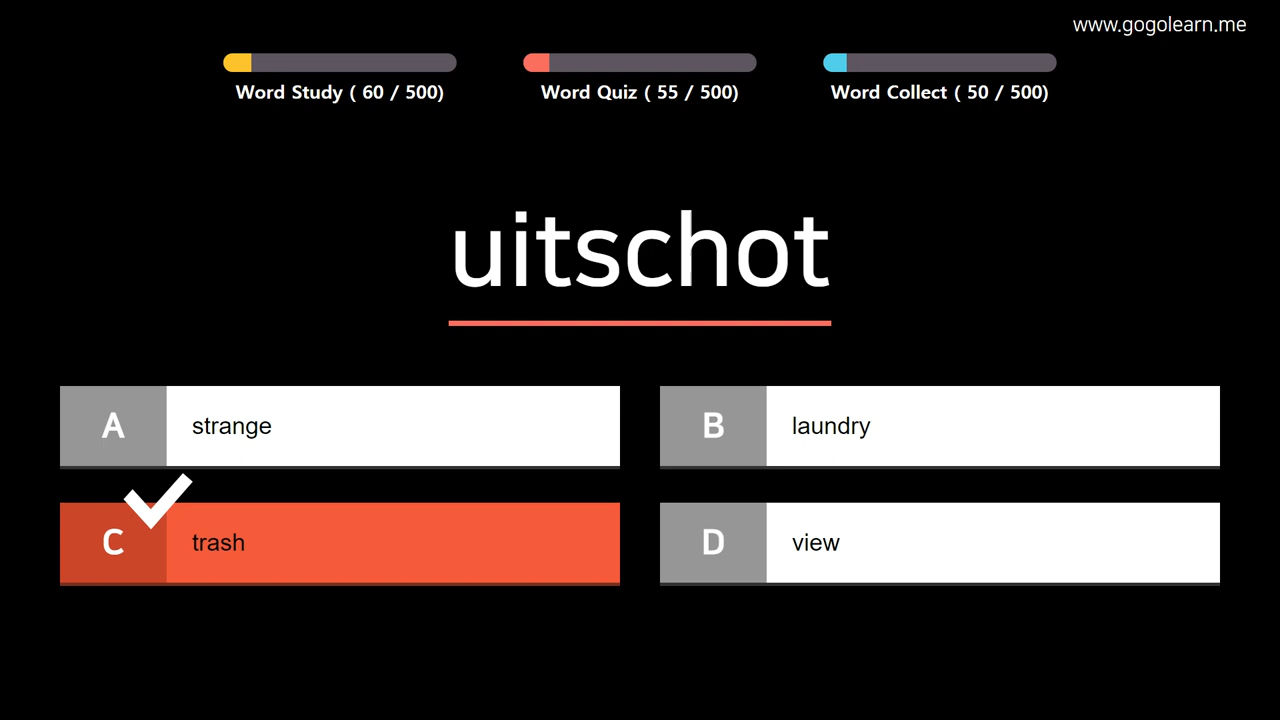 www.gogolearn.me
Word Study ( 60 / 500)
Word Quiz ( 55 / 500)
Word Collect ( 50 / 500)
uitschot
A strange
B laundry
C trash
D view